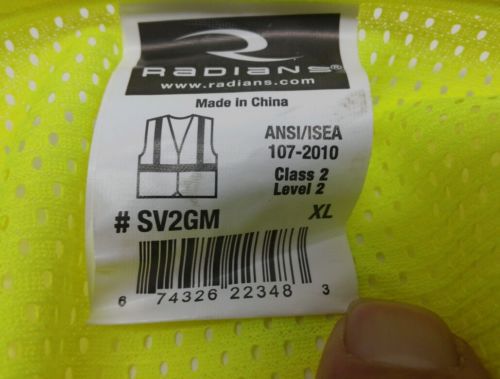 RADIANS®
www.radians.com
Made in China
ANSI/ISEA
107-2010
Class 2
Level 2
# SV2GM XL
6 74326 22348 3